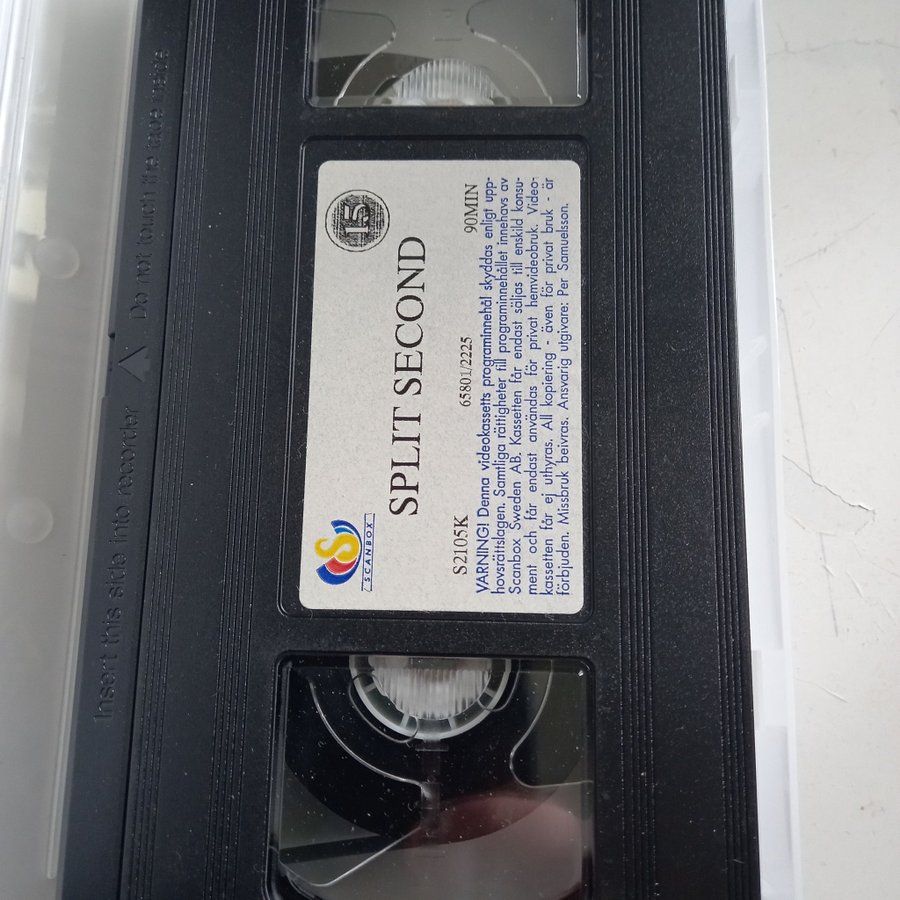 Insert this side into recorder
Do not touch the tape inside
SCANBOX
15
SPLIT SECOND
S2105K 65801/2225 90MIN
VARNING! Denna videokassetts programinnehål skyddas enligt upp-
hovsrättslagen. Samtliga rättigheter till programinnehållet innehavs av
Scanbox Sweden AB. Kassetten får endast säljas till enskild konsu-
ment och får endast användas för privat hemvideobruk. Video-
kassetten får ej uthyras. All kopiering - även för privat bruk - är
förbjuden. Missbruk beivras. Ansvarig utgivare: Per Samuelsson.